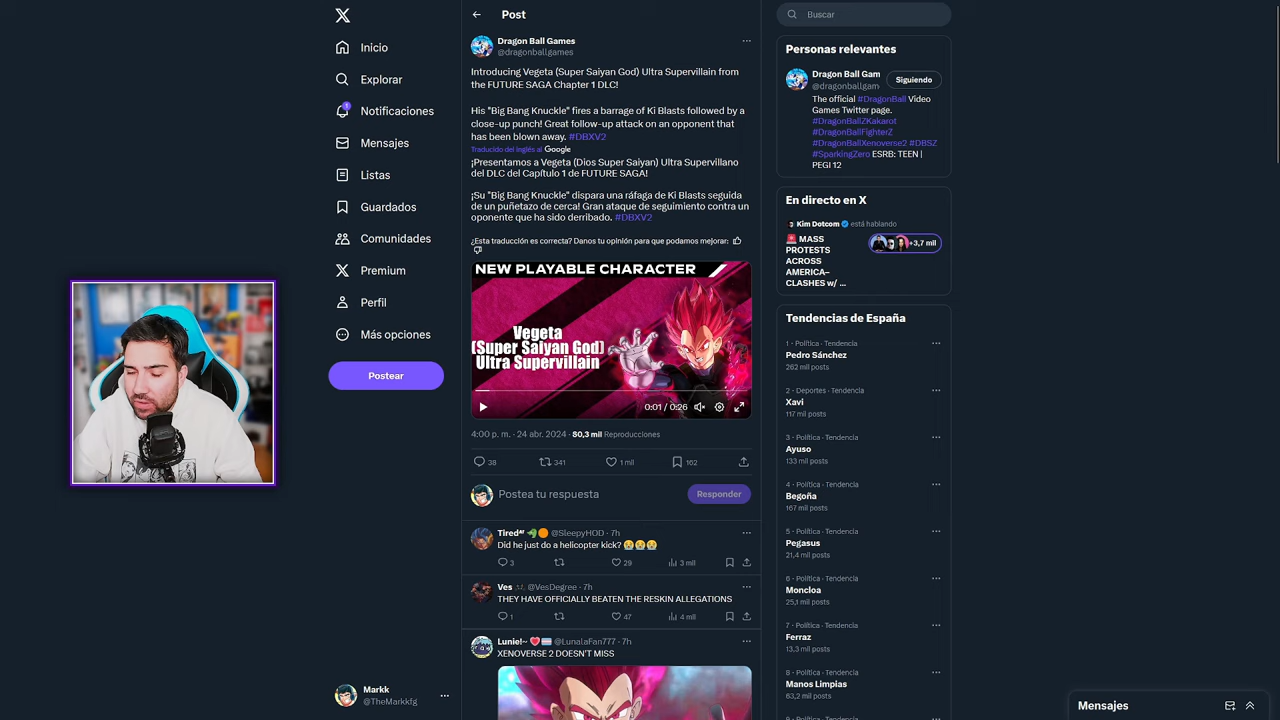 Inicio
Explorar
1
Notificaciones
Mensajes
Listas
Guardados
Comunidades
Premium
Perfil
Más opciones
Postear
Markk
@TheMarkkfg
Post
Dragon Ball Games
@dragonballgames
Introducing Vegeta (Super Saiyan God) Ultra Supervillain from
the FUTURE SAGA Chapter 1 DLC!
His "Big Bang Knuckle" fires a barrage of Ki Blasts followed by a
close-up punch! Great follow-up attack on an opponent that
has been blown away. #DBXV2
Traducido del inglés al Google
¡Presentamos a Vegeta (Dios Super Saiyan) Ultra Supervillano
del DLC del Capítulo 1 de FUTURE SAGA!
¡Su "Big Bang Knuckle" dispara una ráfaga de Ki Blasts seguida
de un puñetazo de cerca! Gran ataque de seguimiento contra un
oponente que ha sido derribado. #DBXV2
¿Esta traducción es correcta? Danos tu opinión para que podamos mejorar:
NEW PLAYABLE CHARACTER
Vegeta
(Super Saiyan God)
Ultra Supervillain
0:01 / 0:26
4:00 p. m. · 24 abr. 2024 · 80,3 mil Reproducciones
38 341 1 mil 162
Postea tu respuesta
Responder
Tired @SleepyHOD · 7h
Did he just do a helicopter kick? 😭😭😭
3 29 3 mil
Ves @VesDegree · 7h
THEY HAVE OFFICIALLY BEATEN THE RESKIN ALLEGATIONS
1 47 4 mil
Lunie!~ @LunalaFan777 · 7h
XENOVERSE 2 DOESN'T MISS
Buscar
Personas relevantes
Dragon Ball Gam
@dragonballgam
Siguiendo
The official #DragonBall Video
Games Twitter page.
#DragonBallZKakarot
#DragonBallFighterZ
#DragonBallXenoverse2 #DBSZ
#SparkingZero ESRB: TEEN |
PEGI 12
En directo en X
Kim Dotcom está hablando
🚨 MASS
PROTESTS
ACROSS
AMERICA–
CLASHES w/ ...
+3,7 mil
Tendencias de España
1 · Política · Tendencia
Pedro Sánchez
262 mil posts
2 · Deportes · Tendencia
Xavi
117 mil posts
3 · Política · Tendencia
Ayuso
133 mil posts
4 · Política · Tendencia
Begoña
167 mil posts
5 · Política · Tendencia
Pegasus
21,4 mil posts
6 · Política · Tendencia
Moncloa
25,1 mil posts
7 · Política · Tendencia
Ferraz
13,3 mil posts
8 · Política · Tendencia
Manos Limpias
83,2 mil posts
Mensajes